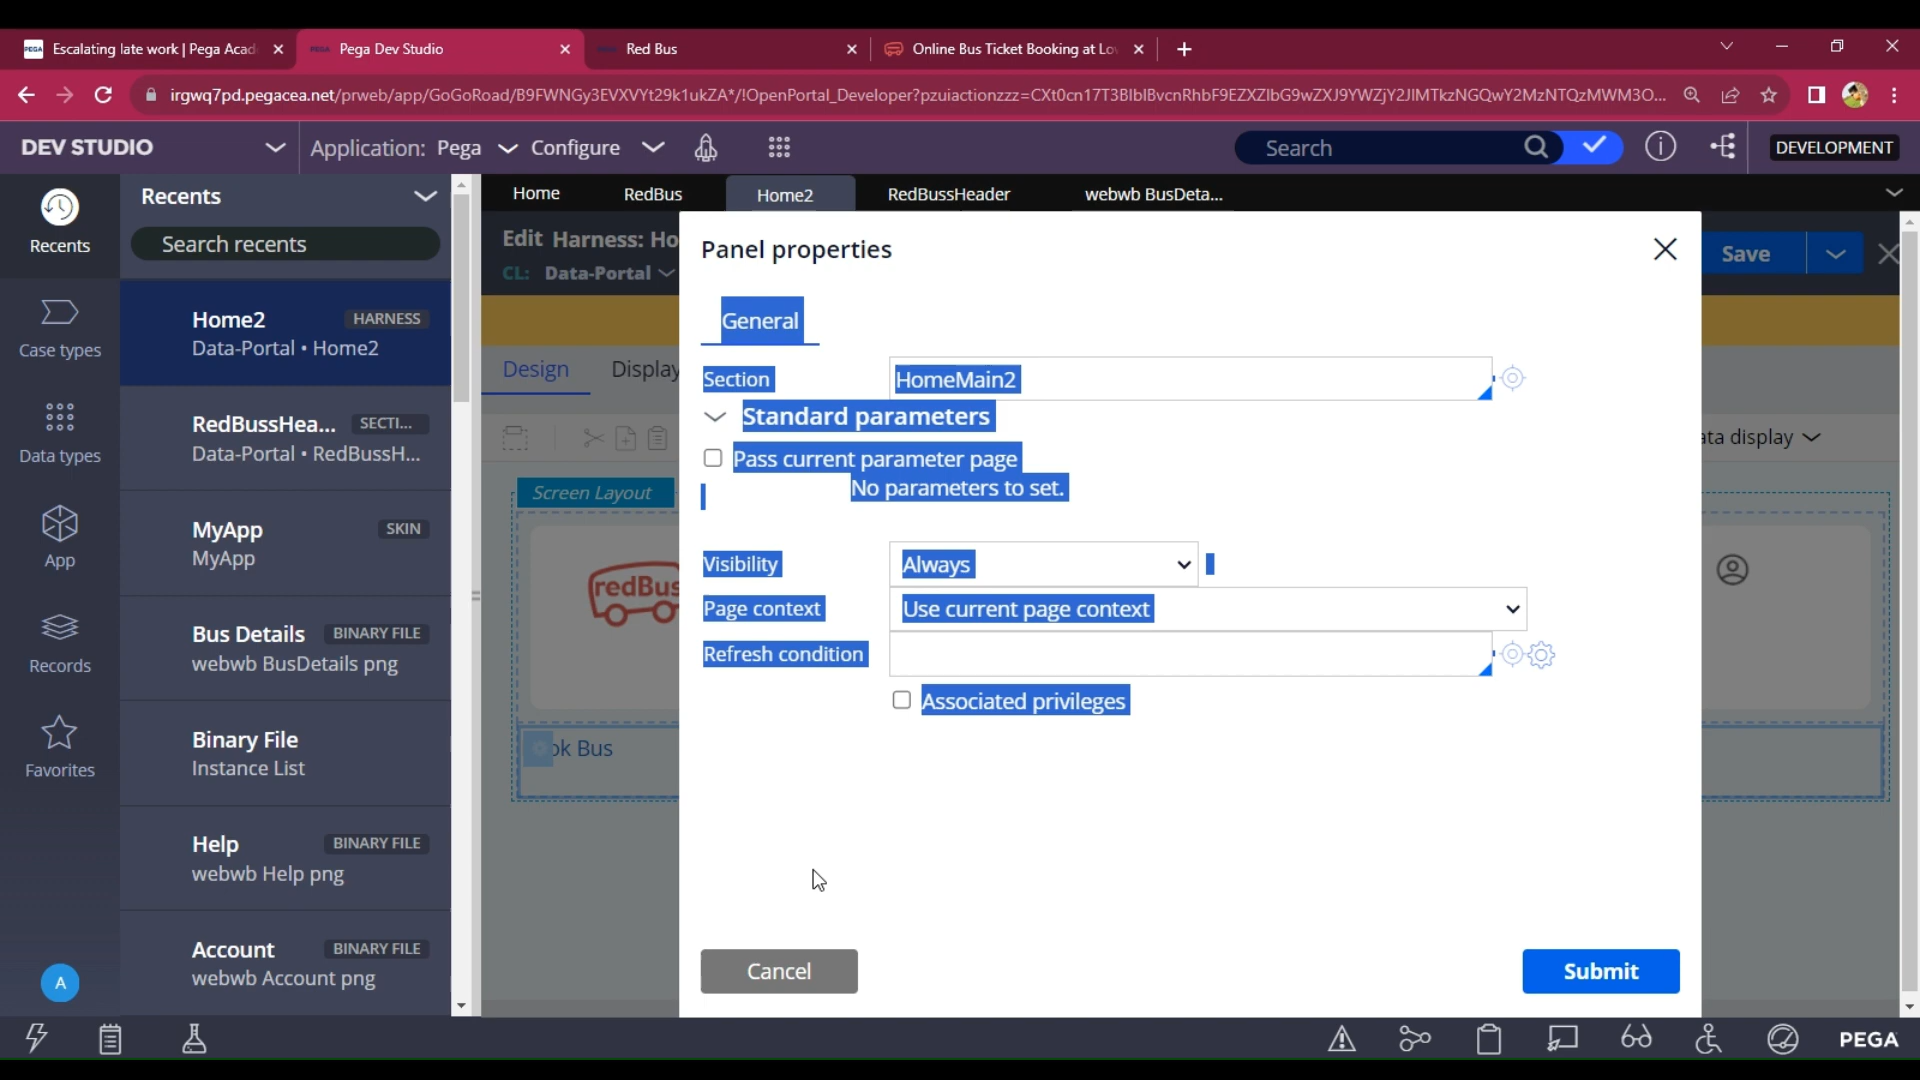 Escalating late work | Pega Acad
Pega Dev Studio
Red Bus
Online Bus Ticket Booking at Lo
irgwq7pd.pegacea.net/prweb/app/GoGoRoad/B9FWNGy3EVXVYt29k1ukZA*/!OpenPortal_Developer?pzuiactionzzz=CXt0cn17T3BlblBvcnRhbF9EZXZlbG9wZXJ9YWZjY2JlMTkzNGQwY2MzNTQzMWM3O...
DEV STUDIO
Application: Pega
Configure
Search
DEVELOPMENT
Recents
Search recents
Home
RedBus
Home2
RedBussHeader
webwb BusDeta...
Recents
Case types
Data types
App
Records
Favorites
A
Home2 HARNESS
Data-Portal • Home2
RedBussHea... SECTI...
Data-Portal • RedBussH...
MyApp SKIN
MyApp
Bus Details BINARY FILE
webwb BusDetails png
Binary File
Instance List
Help BINARY FILE
webwb Help png
Account BINARY FILE
webwb Account png
Edit Harness: Ho
CL: Data-Portal
Save
Design
Display
ata display
Screen Layout
redBus
ok Bus
Panel properties
General
Section HomeMain2
Standard parameters
Pass current parameter page
No parameters to set.
Visibility Always
Page context Use current page context
Refresh condition
Associated privileges
Cancel
Submit
PEGA